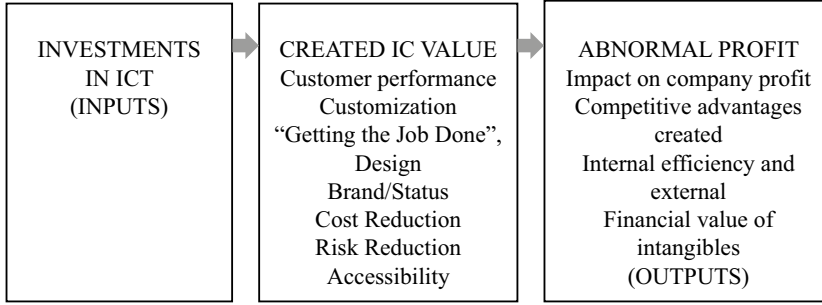 INVESTMENTS
IN ICT
(INPUTS)
CREATED IC VALUE
Customer performance
Customization
“Getting the Job Done”,
Design
Brand/Status
Cost Reduction
Risk Reduction
Accessibility
ABNORMAL PROFIT
Impact on company profit
Competitive advantages
created
Internal efficiency and
external
Financial value of
intangibles
(OUTPUTS)